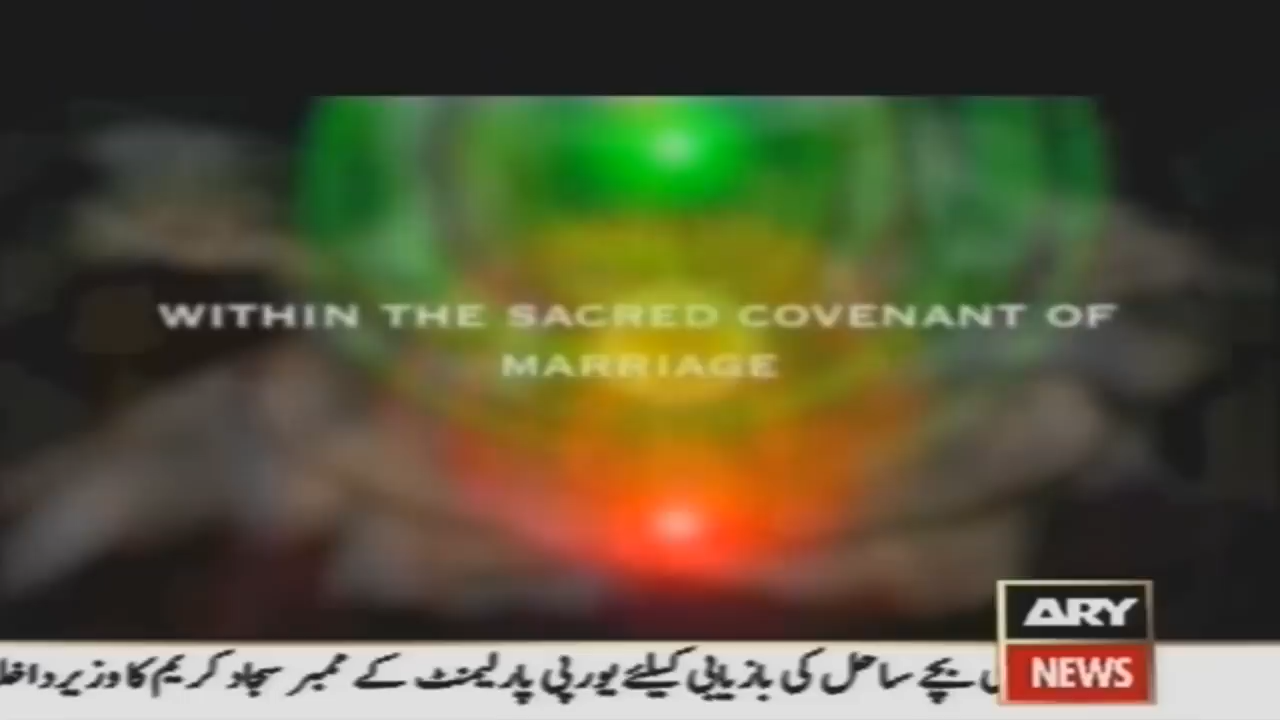 WITHIN THE SACRED COVENANT OF
MARRIAGE
ARY
NEWS
بچے ساحل کی بازیابی کیلئے یورپی پارلیمنٹ کے ممبر سجاد کریم کا وزیر داخلہ